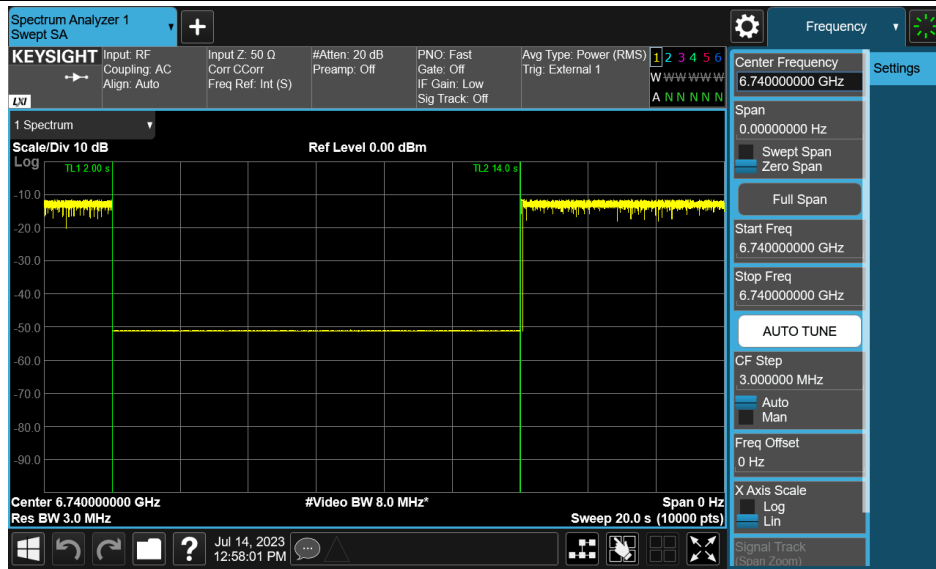 Spectrum Analyzer 1
Swept SA
+
Frequency
KEYSIGHT
LXI
Input: RF
Coupling: AC
Align: Auto
Input Z: 50 Ω
Corr CCorr
Freq Ref: Int (S)
#Atten: 20 dB
Preamp: Off
PNO: Fast
Gate: Off
IF Gain: Low
Sig Track: Off
Avg Type: Power (RMS)
Trig: External 1
1 2 3 4 5 6
W W W W W W
A N N N N N
Center Frequency
6.740000000 GHz
Settings
Span
0.00000000 Hz
Swept Span
Zero Span
Full Span
Start Freq
6.740000000 GHz
Stop Freq
6.740000000 GHz
AUTO TUNE
CF Step
3.000000 MHz
Auto
Man
Freq Offset
0 Hz
X Axis Scale
Log
Lin
Signal Track
(Span Zoom)
1 Spectrum
Scale/Div 10 dB
Ref Level 0.00 dBm
Log
TL1 2.00 s
TL2 14.0 s
-10.0
-20.0
-30.0
-40.0
-50.0
-60.0
-70.0
-80.0
-90.0
Center 6.740000000 GHz
#Video BW 8.0 MHz*
Span 0 Hz
Res BW 3.0 MHz
Sweep 20.0 s (10000 pts)
?
Jul 14, 2023
12:58:01 PM